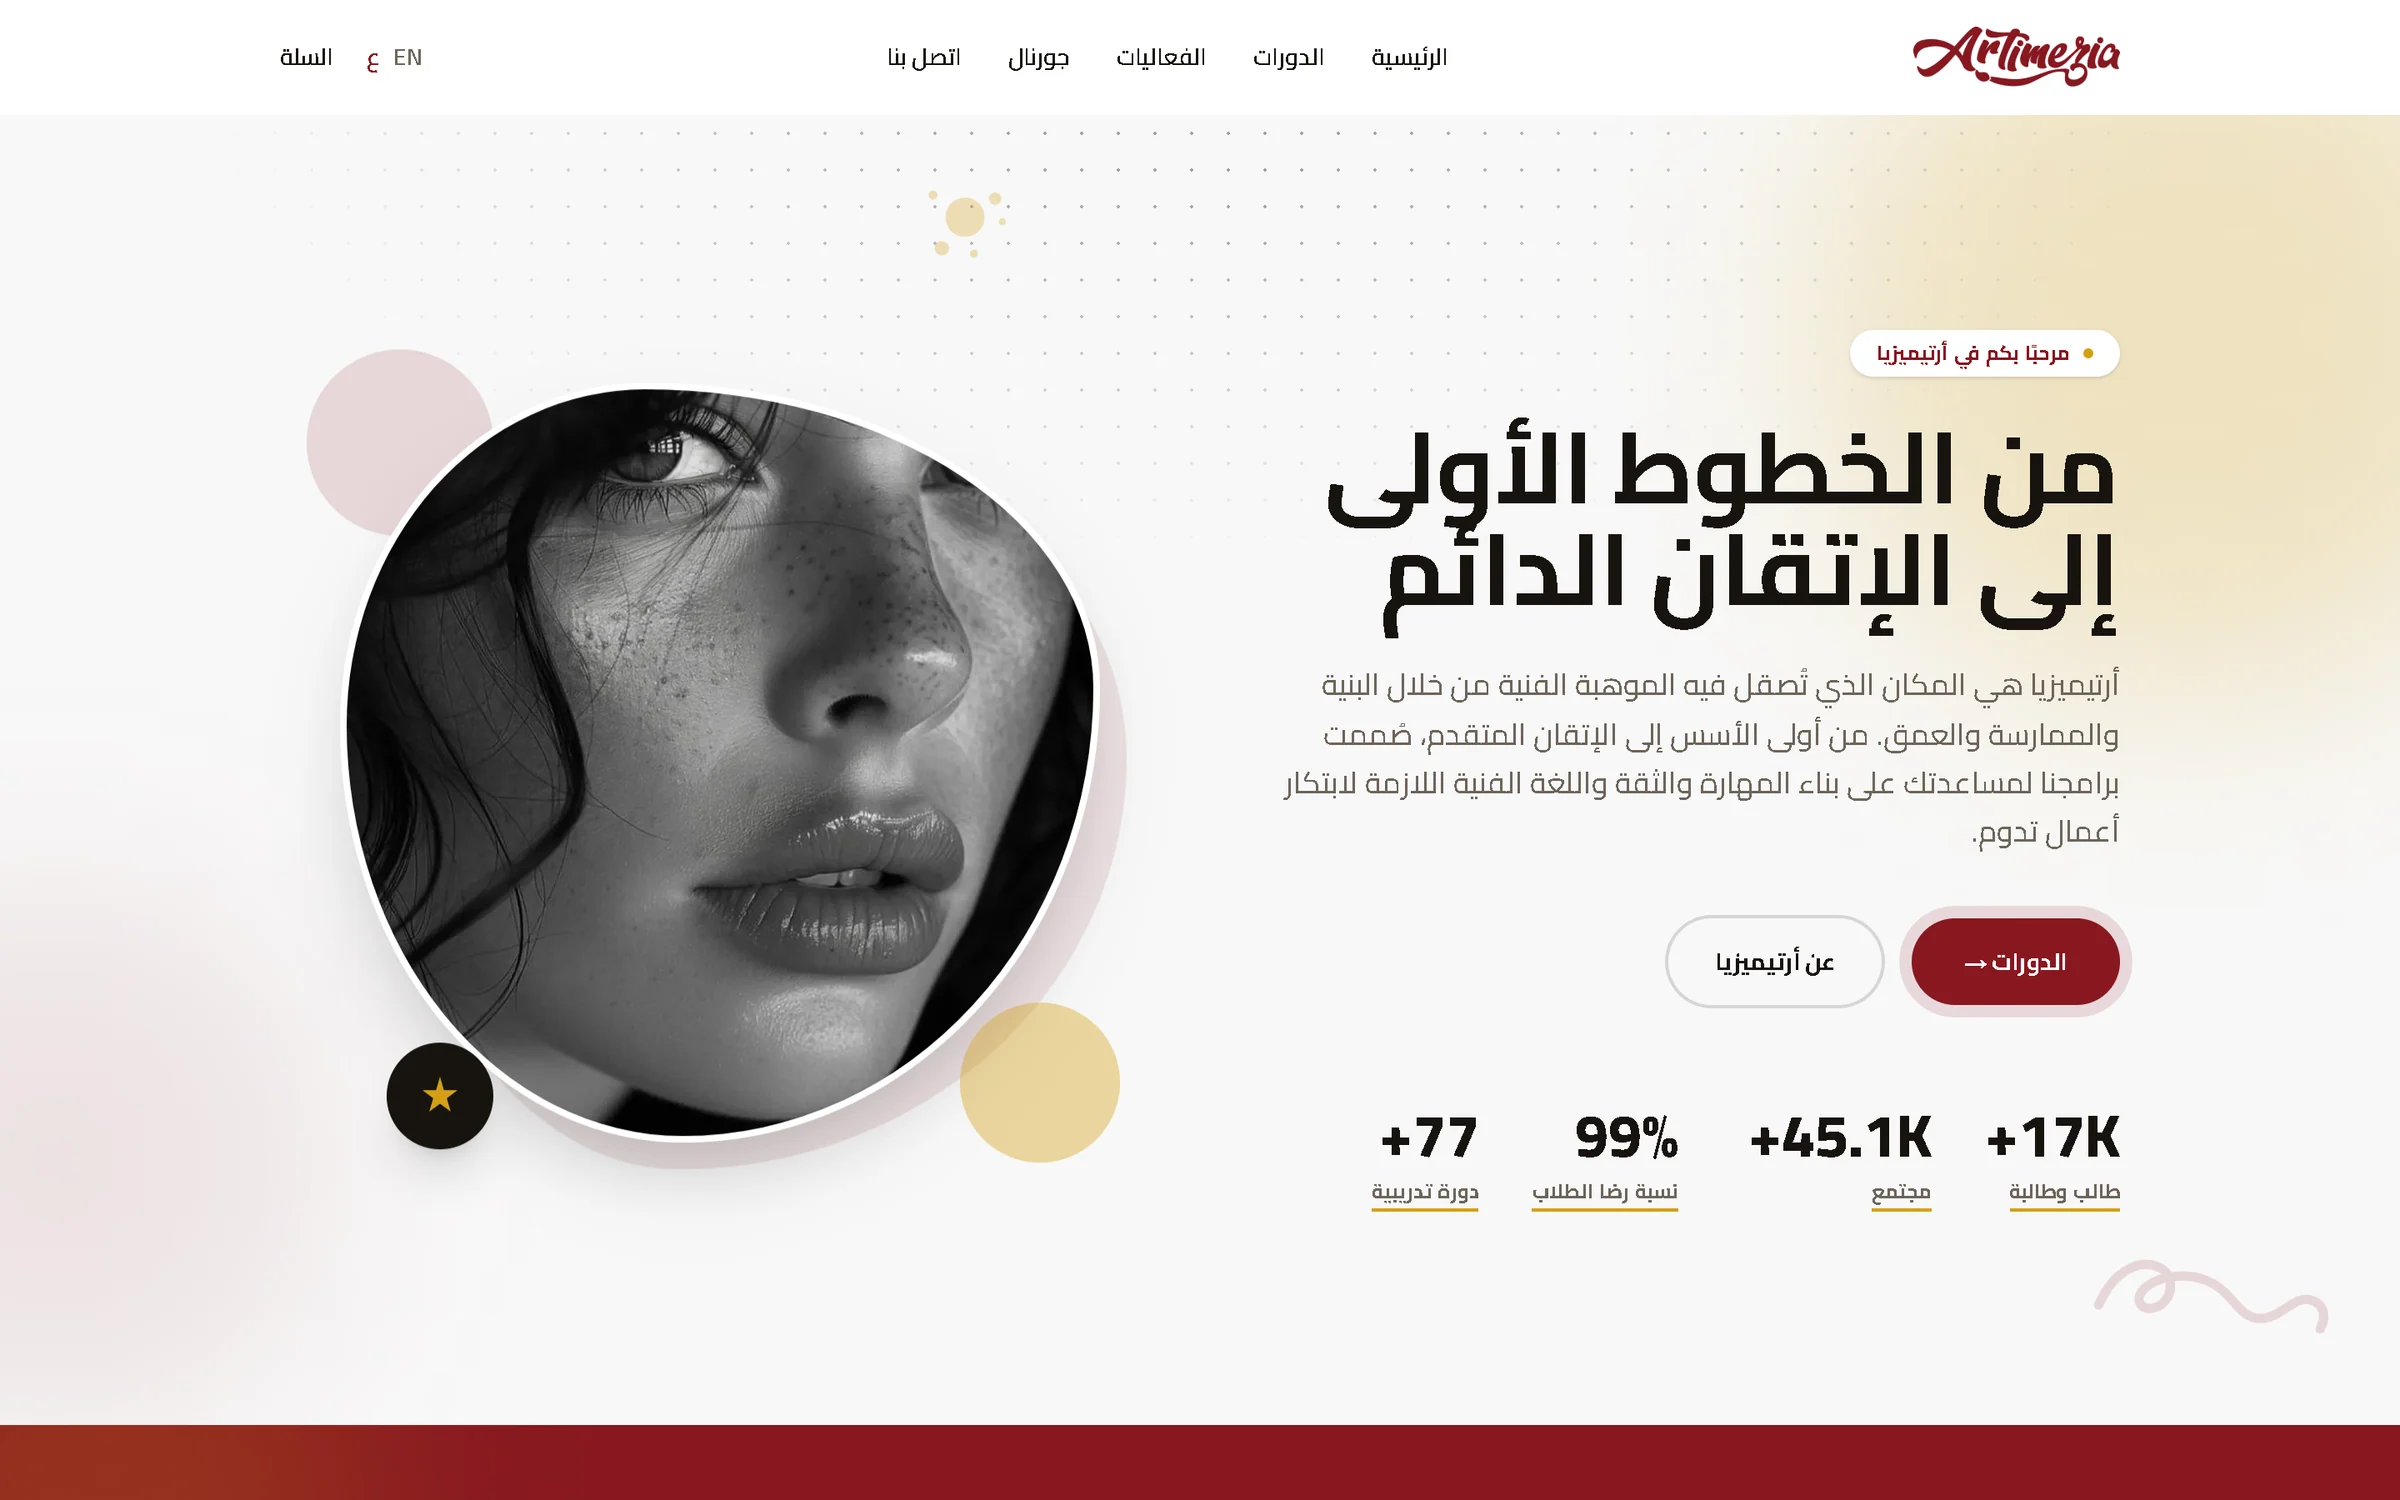 Artimezia
الرئيسية
الدورات
الفعاليات
جورنال
اتصل بنا
EN
ع
السلة
مرحبًا بكم في أرتيميزيا
من الخطوط الأولى
إلى الإتقان الدائم
أرتيميزيا هي المكان الذي تُصقل فيه الموهبة الفنية من خلال البنية
والممارسة والعمق. من أولى الأسس إلى الإتقان المتقدم، صُممت
برامجنا لمساعدتك على بناء المهارة والثقة واللغة الفنية اللازمة لابتكار
أعمال تدوم.
الدورات →
عن أرتيميزيا
+17K
طالب وطالبة
+45.1K
مجتمع
99%
نسبة رضا الطلاب
+77
دورة تدريبية